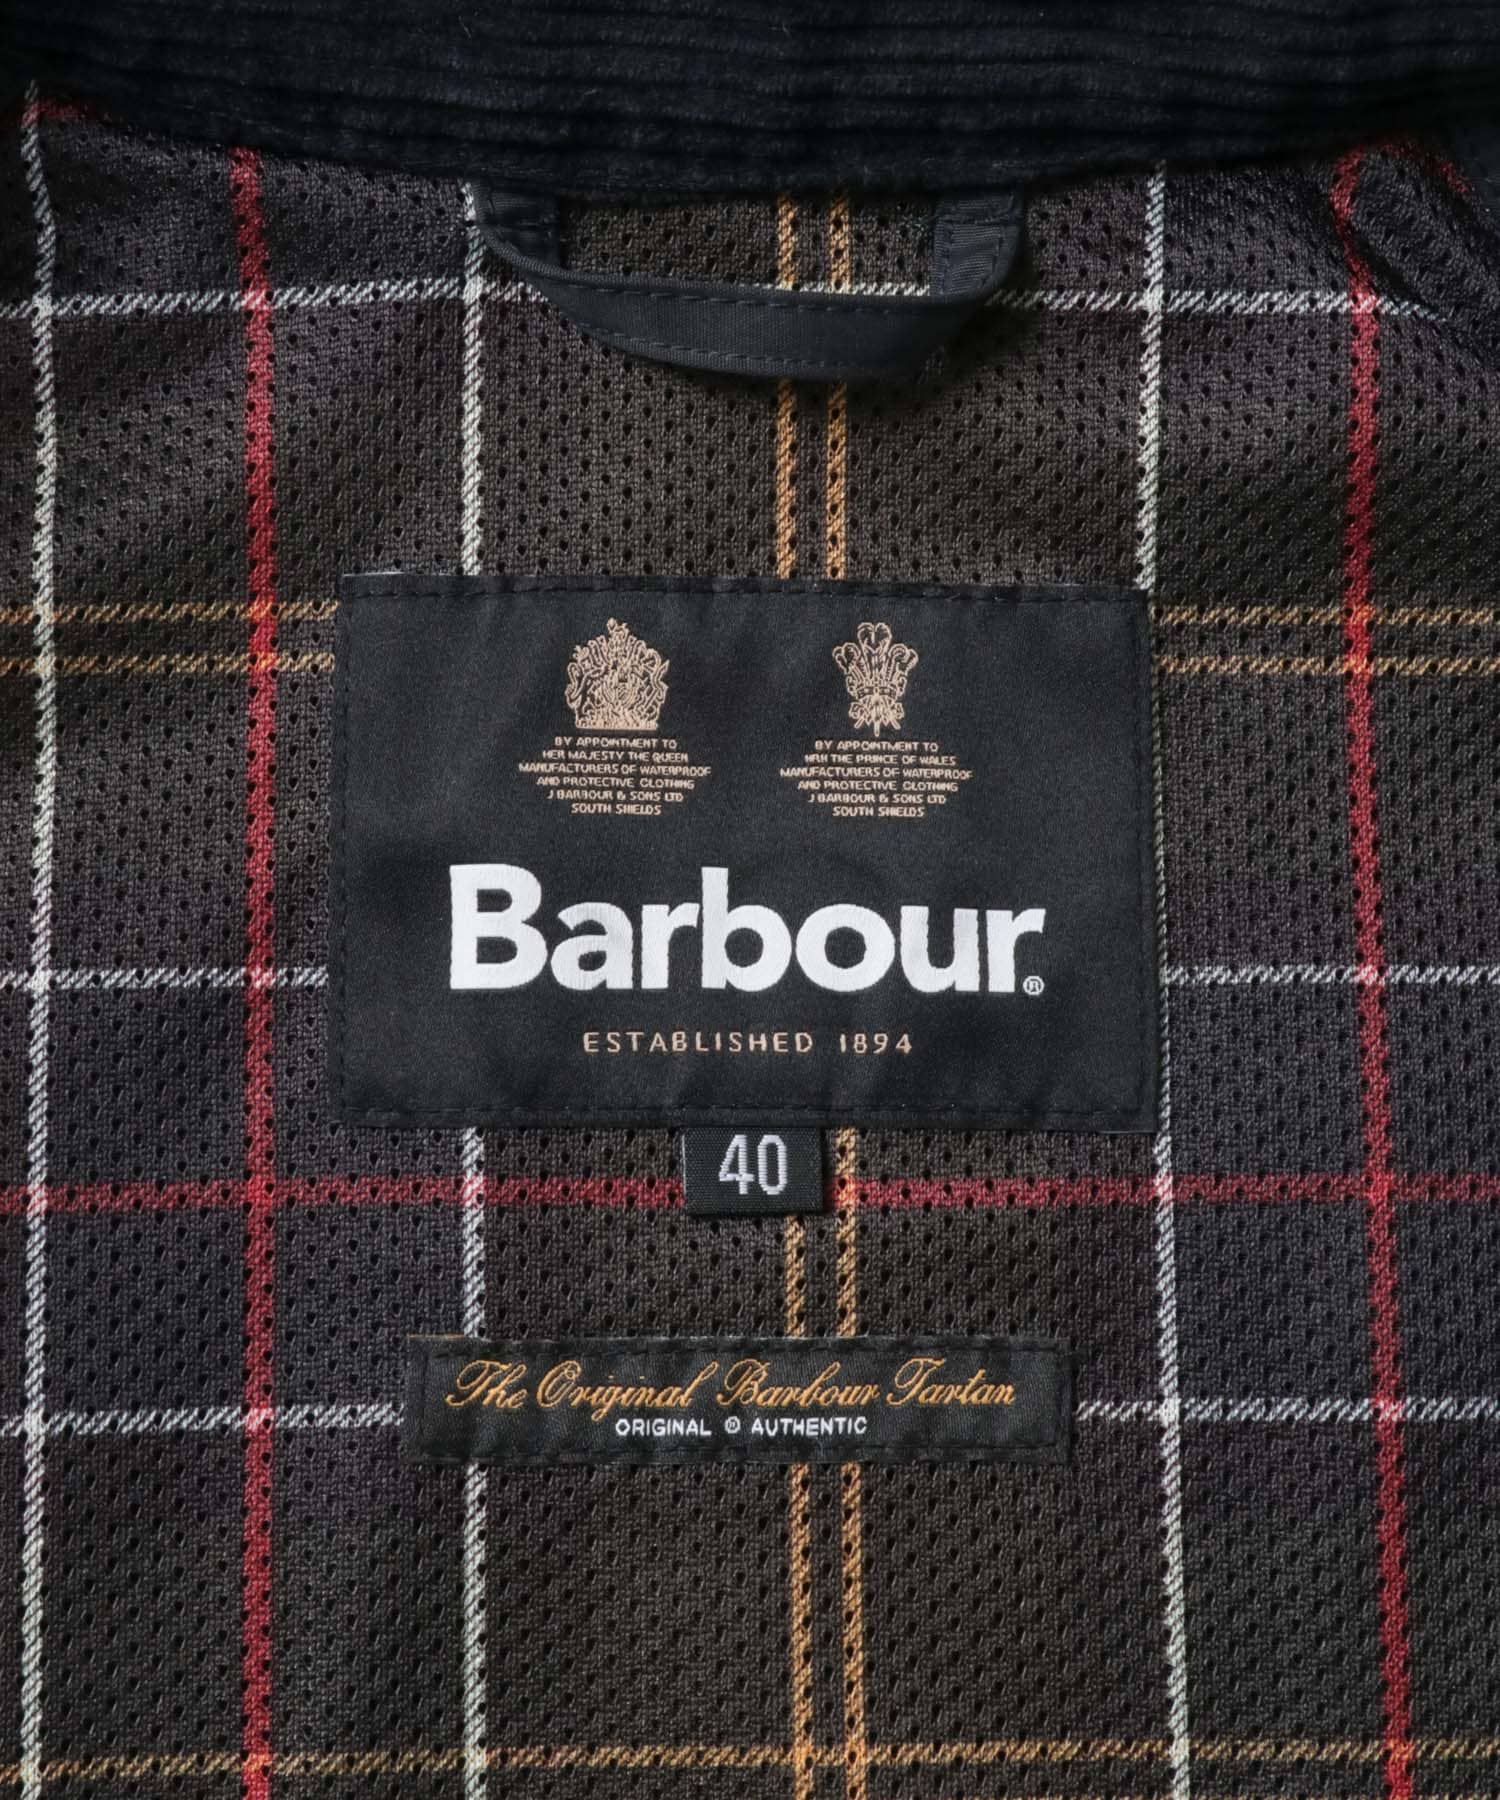 BY APPOINTMENT TO
HER MAJESTY THE QUEEN
MANUFACTURERS OF WATERPROOF
AND PROTECTIVE CLOTHING
J BARBOUR & SONS LTD
SOUTH SHIELDS
BY APPOINTMENT TO
HRH THE PRINCE OF WALES
MANUFACTURERS OF WATERPROOF
AND PROTECTIVE CLOTHING
J BARBOUR & SONS LTD
SOUTH SHIELDS
Barbour®
ESTABLISHED 1894
40
The Original Barbour Tartan
ORIGINAL ® AUTHENTIC